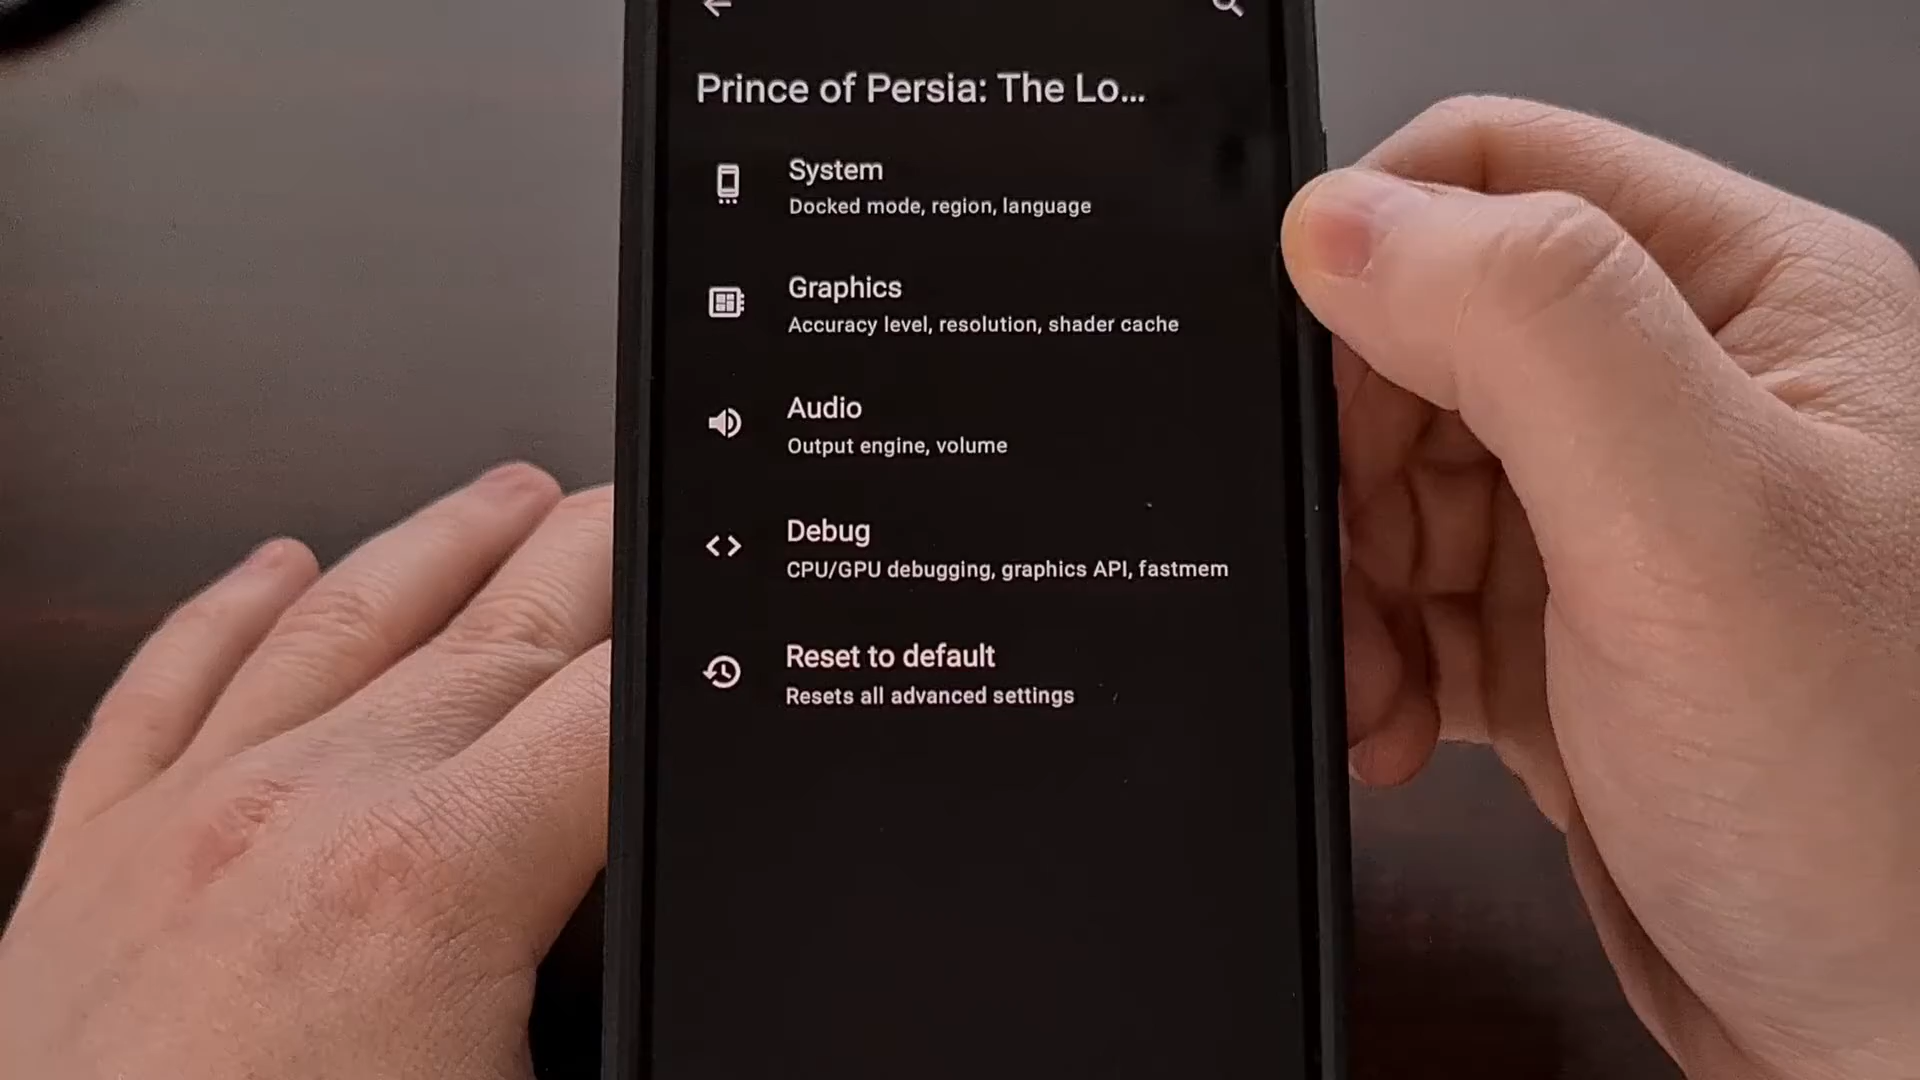 Prince of Persia: The Lo...
System
Docked mode, region, language
Graphics
Accuracy level, resolution, shader cache
Audio
Output engine, volume
Debug
CPU/GPU debugging, graphics API, fastmem
Reset to default
Resets all advanced settings